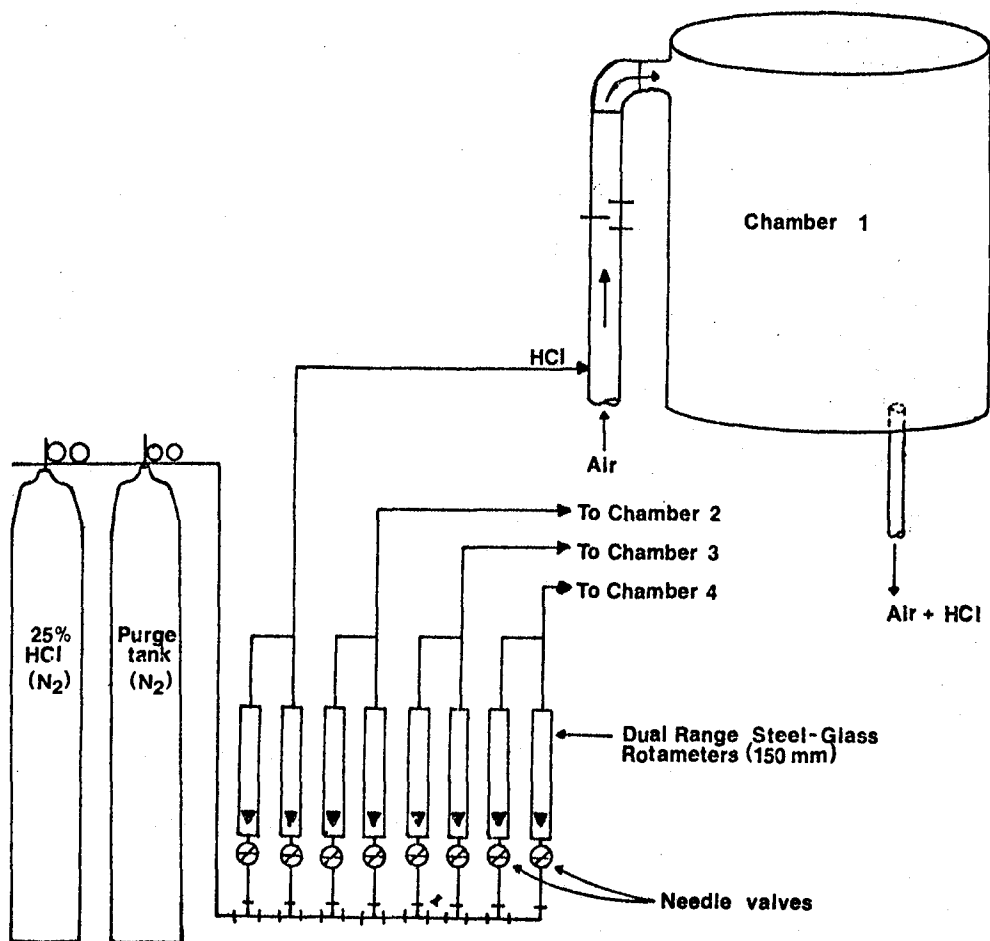 Chamber 1
HCl
Air
To Chamber 2
To Chamber 3
To Chamber 4
Air + HCl
25%
HCl
(N2)
Purge
tank
(N2)
Dual Range Steel-Glass
Rotameters (150 mm)
Needle valves